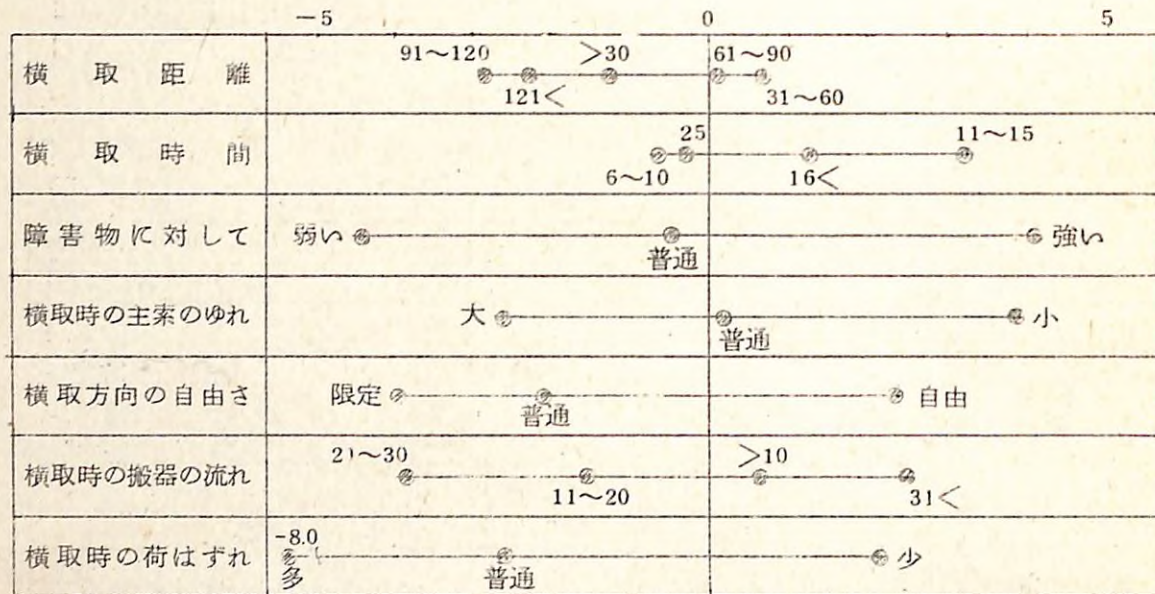 -5 0 5
横取距離 91～120 >30 61～90
121< 31～60
横取時間 25 11～15
6～10 16<
障害物に対して 弱い 普通 強い
横取時の主索のゆれ 大 普通 小
横取方向の自由さ 限定 普通 自由
横取時の搬器の流れ 21～30 >10
11～20 31<
横取時の荷はずれ -8.0 少
多 普通